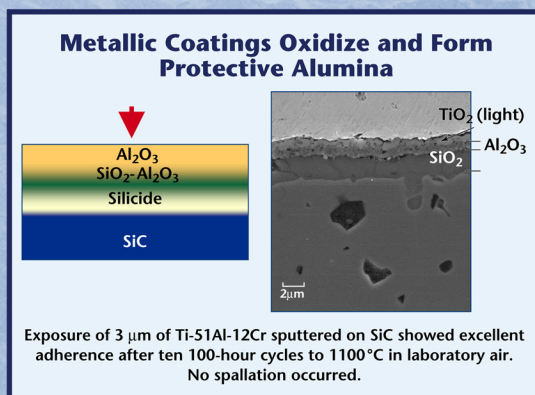 Metallic Coatings Oxidize and Form
Protective Alumina
Al₂O₃
SiO₂-Al₂O₃
Silicide
SiC
TiO₂ (light)
Al₂O₃
SiO₂
2μm
Exposure of 3 μm of Ti-51Al-12Cr sputtered on SiC showed excellent
adherence after ten 100-hour cycles to 1100°C in laboratory air.
No spallation occurred.